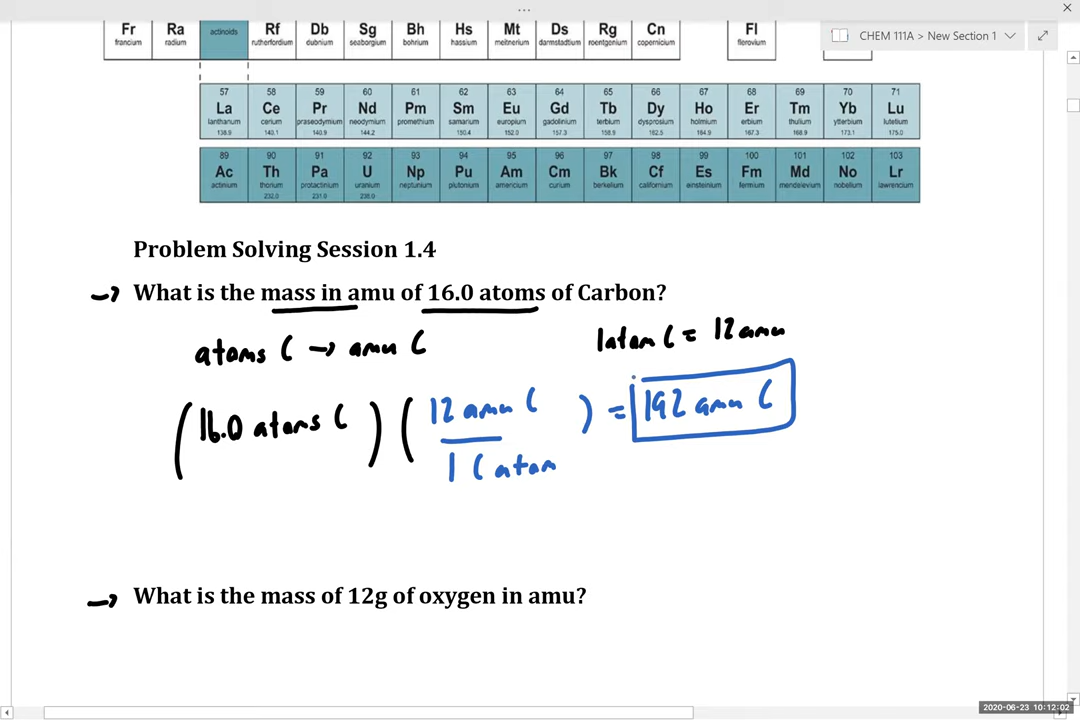 ...
CHEM 111A > New Section 1
Fr Ra actinoids Rf Db Sg Bh Hs Mt Ds Rg Cn Fl
francium radium rutherfordium dubnium seaborgium bohrium hassium meitnerium darmstadtium roentgenium copernicium flerovium
57 58 59 60 61 62 63 64 65 66 67 68 69 70 71
La Ce Pr Nd Pm Sm Eu Gd Tb Dy Ho Er Tm Yb Lu
lanthanum cerium praseodymium neodymium promethium samarium europium gadolinium terbium dysprosium holmium erbium thulium ytterbium lutetium
138.9 140.1 140.9 144.2 150.4 152.0 157.3 158.9 162.5 164.9 167.3 168.9 173.1 175.0
89 90 91 92 93 94 95 96 97 98 99 100 101 102 103
Ac Th Pa U Np Pu Am Cm Bk Cf Es Fm Md No Lr
actinium thorium protactinium uranium neptunium plutonium americium curium berkelium californium einsteinium fermium mendelevium nobelium lawrencium
232.0 231.0 238.0
Problem Solving Session 1.4
What is the mass in amu of 16.0 atoms of Carbon?
atoms C → amu C
1 atom C = 12 amu
(16.0 atoms C) (12 amu C / 1 C atom) = 192 amu C
What is the mass of 12g of oxygen in amu?
2020-06-23 10:12:02